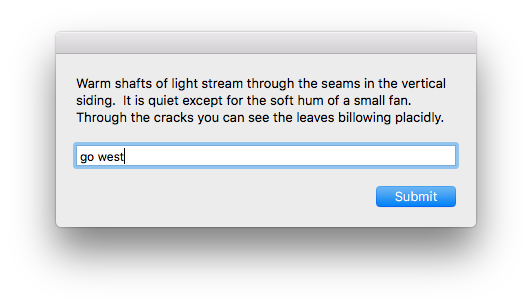 Warm shafts of light stream through the seams in the vertical
siding.  It is quiet except for the soft hum of a small fan.
Through the cracks you can see the leaves billowing placidly.
go west
Submit